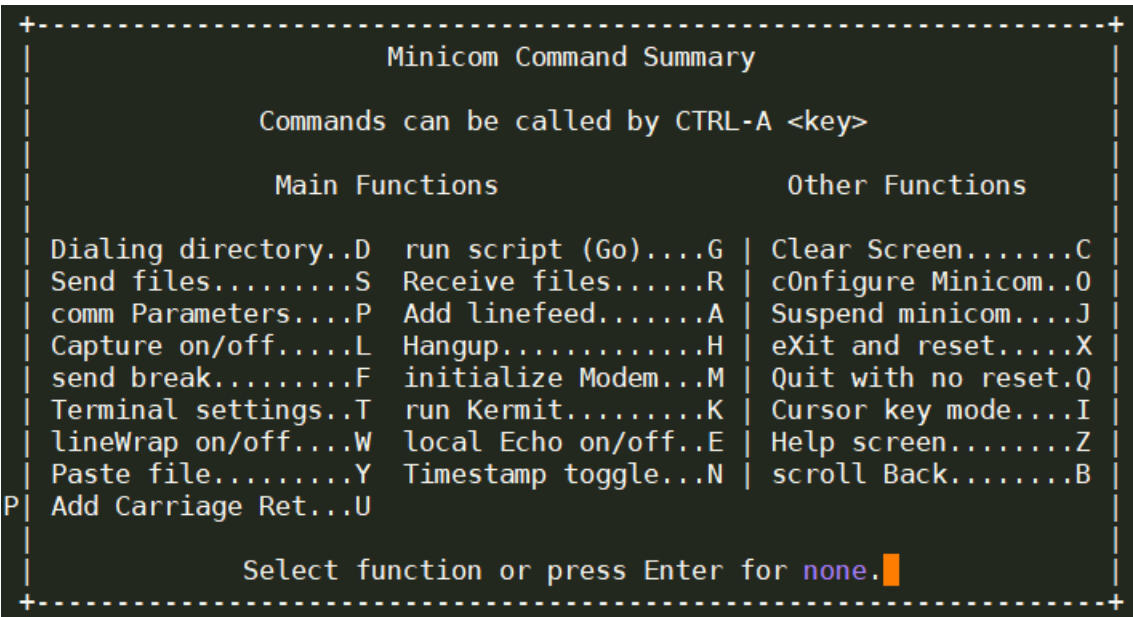 +-------------------------------------------------------------------+
Minicom Command Summary
Commands can be called by CTRL-A <key>
Main Functions Other Functions
Dialing directory..D run script (Go)....G | Clear Screen.......C
Send files.........S Receive files......R | cOnfigure Minicom..O
comm Parameters....P Add linefeed.......A | Suspend minicom....J
Capture on/off.....L Hangup.............H | eXit and reset.....X
send break.........F initialize Modem...M | Quit with no reset.Q
Terminal settings..T run Kermit.........K | Cursor key mode....I
lineWrap on/off....W local Echo on/off..E | Help screen........Z
Paste file.........Y Timestamp toggle...N | scroll Back........B
P| Add Carriage Ret...U
Select function or press Enter for none.
+-------------------------------------------------------------------+